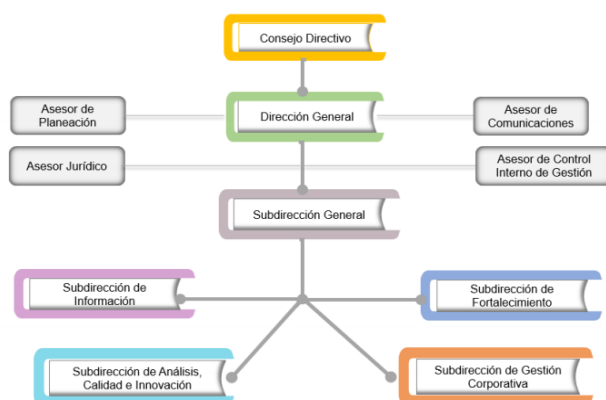 Consejo Directivo
Asesor de
Planeación
Dirección General
Asesor de
Comunicaciones
Asesor Jurídico
Asesor de Control
Interno de Gestión
Subdirección General
Subdirección de
Información
Subdirección de
Fortalecimiento
Subdirección de Análisis,
Calidad e Innovación
Subdirección de Gestión
Corporativa